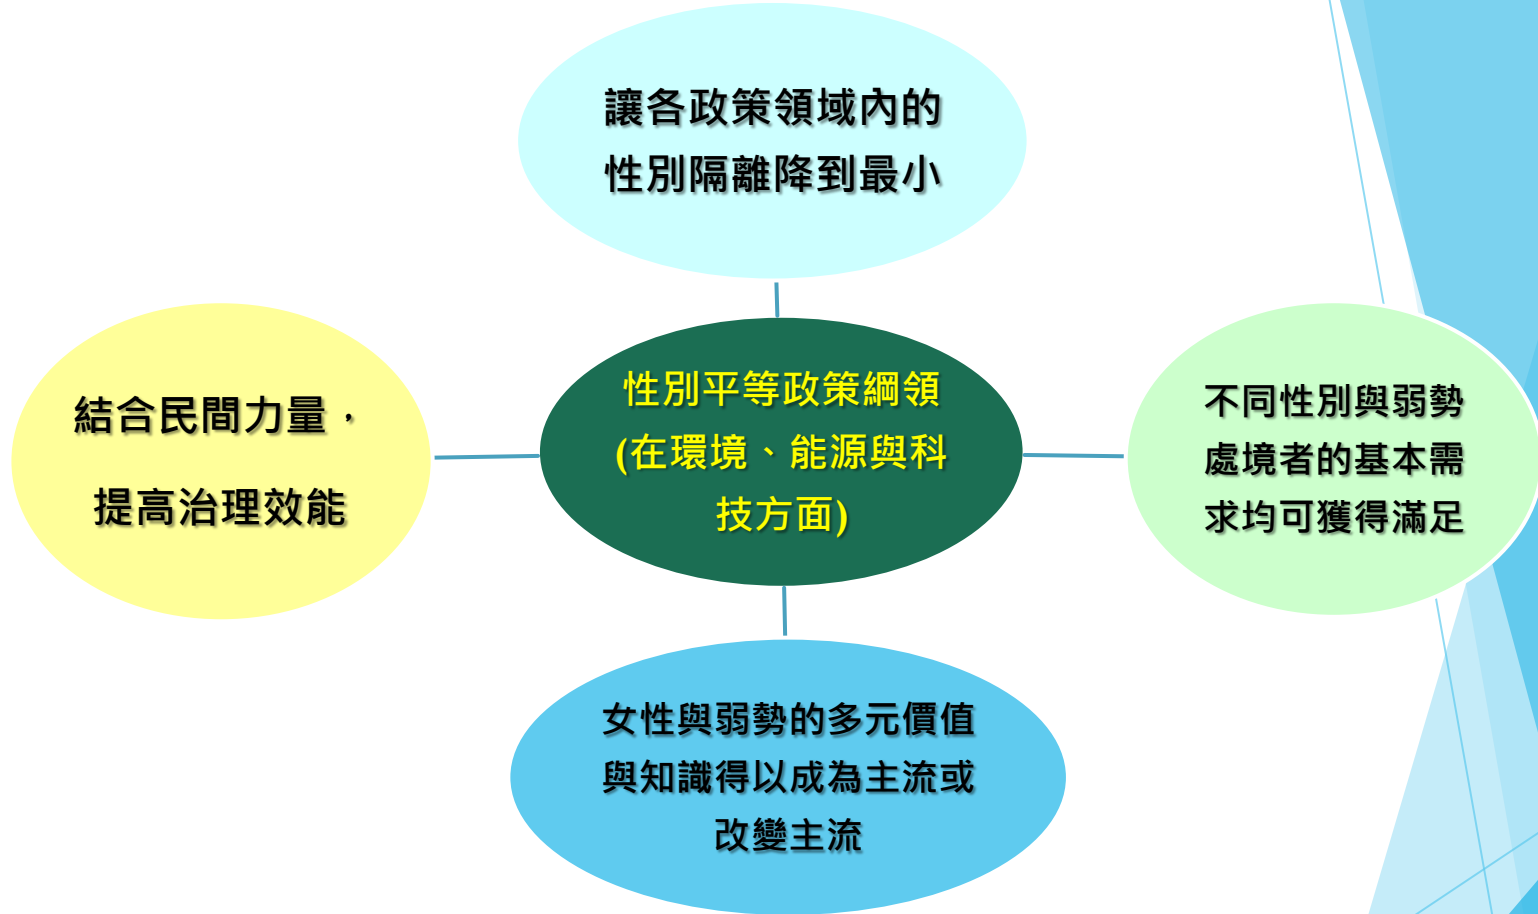 讓各政策領域內的
性別隔離降到最小
結合民間力量，
提高治理效能
性別平等政策綱領
(在環境、能源與科
技方面)
不同性別與弱勢
處境者的基本需
求均可獲得滿足
女性與弱勢的多元價值
與知識得以成為主流或
改變主流